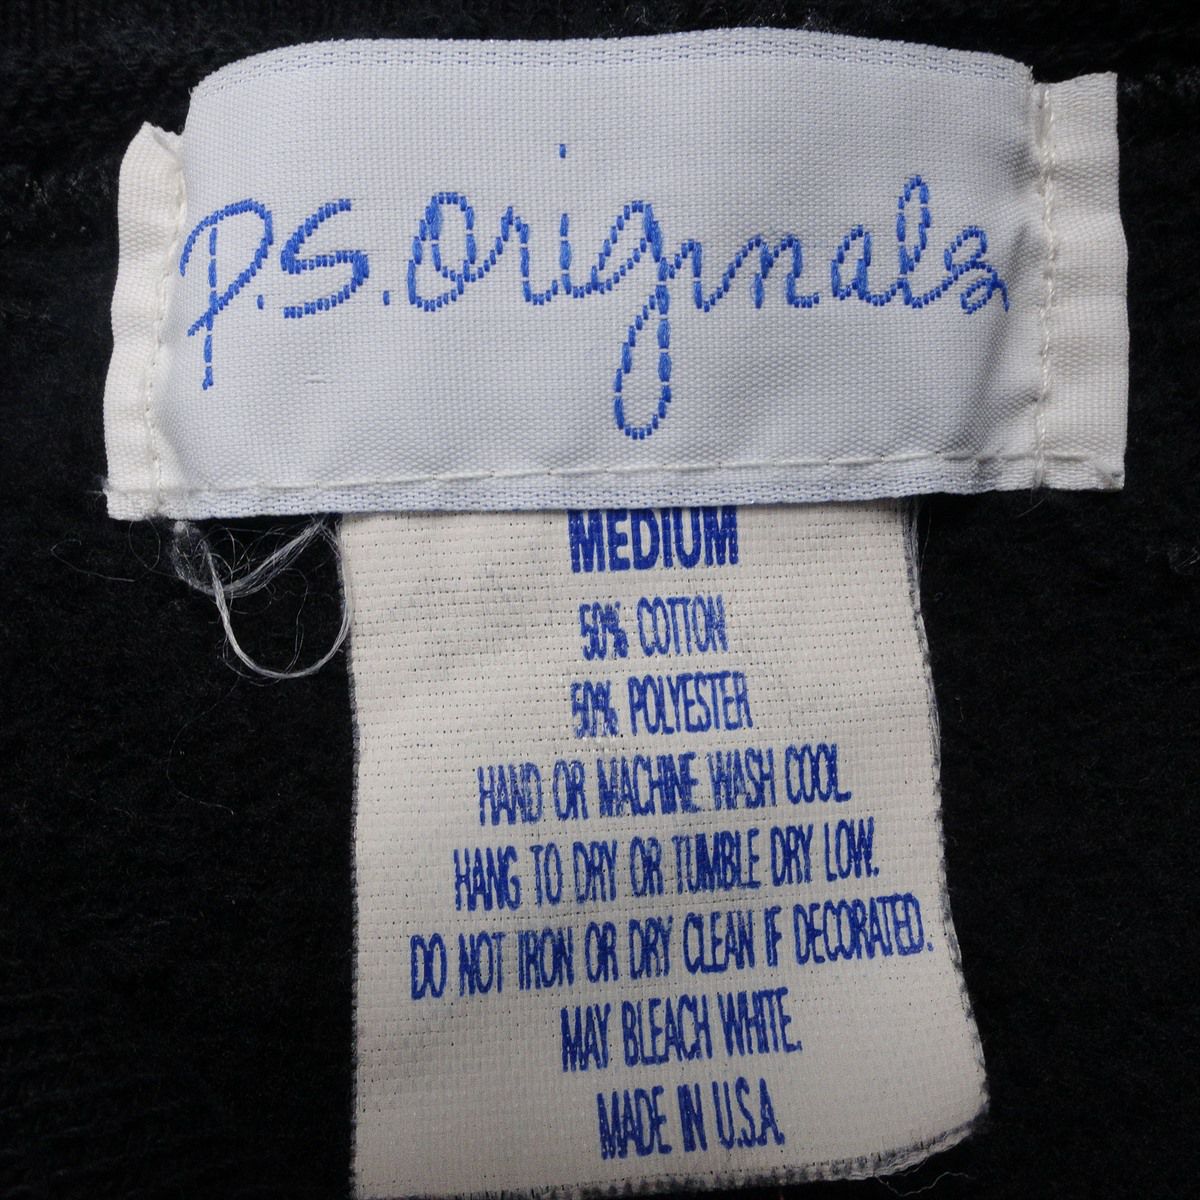 P.S. Originals
MEDIUM
50% COTTON
50% POLYESTER
HAND OR MACHINE WASH COOL.
HANG TO DRY OR TUMBLE DRY LOW.
DO NOT IRON OR DRY CLEAN IF DECORATED.
MAY BLEACH WHITE.
MADE IN U.S.A.